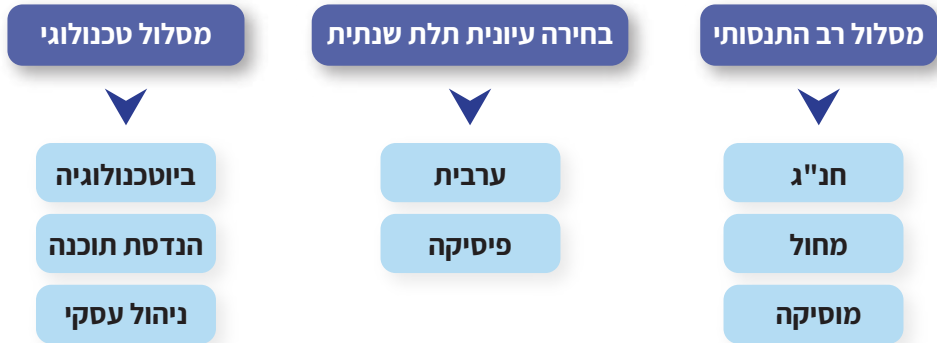 מסלול רב התנסותי
חנ"ג
מחול
מוסיקה
בחירה עיונית תלת שנתית
ערבית
פיסיקה
מסלול טכנולוגי
ביוטכנולוגיה
הנדסת תוכנה
ניהול עסקי